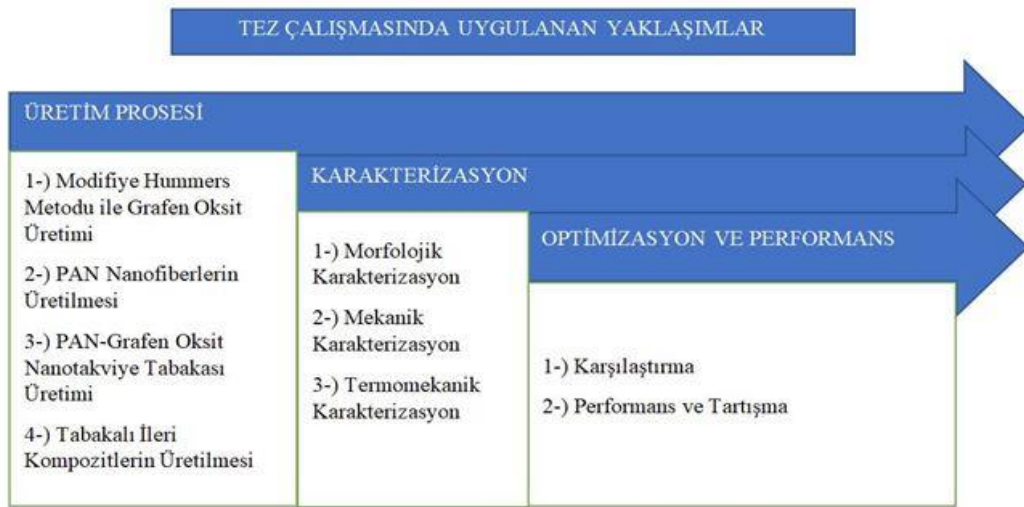 TEZ ÇALIŞMASINDA UYGULANAN YAKLAŞIMLAR
ÜRETİM PROSESİ
1-) Modifiye Hummers
Metodu ile Grafen Oksit
Üretimi
2-) PAN Nanofiberlerin
Üretilmesi
3-) PAN-Grafen Oksit
Nanotakviye Tabakası
Üretimi
4-) Tabakalı İleri
Kompozitlerin Üretilmesi
KARAKTERİZASYON
1-) Morfolojik
Karakterizasyon
2-) Mekanik
Karakterizasyon
3-) Termomekanik
Karakterizasyon
OPTİMİZASYON VE PERFORMANS
1-) Karşılaştırma
2-) Performans ve Tartışma